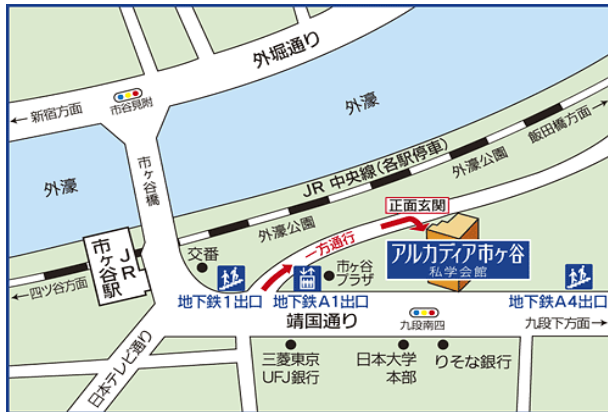 外堀通り
←新宿方面
市谷見附
外濠
飯田橋方面→
市ヶ谷橋
JR 中央線(各駅停車)
外濠公園
外濠
正面玄関
外濠公園
一方通行
アルカディア市ヶ谷
私学会館
JR
市ヶ谷駅
交番
市ヶ谷
プラザ
←四ツ谷方面
地下鉄1出口
地下鉄A1出口
地下鉄A4出口
靖国通り
九段南四
九段下方面→
日本テレビ通り
三菱東京
UFJ銀行
日本大学
本部
りそな銀行